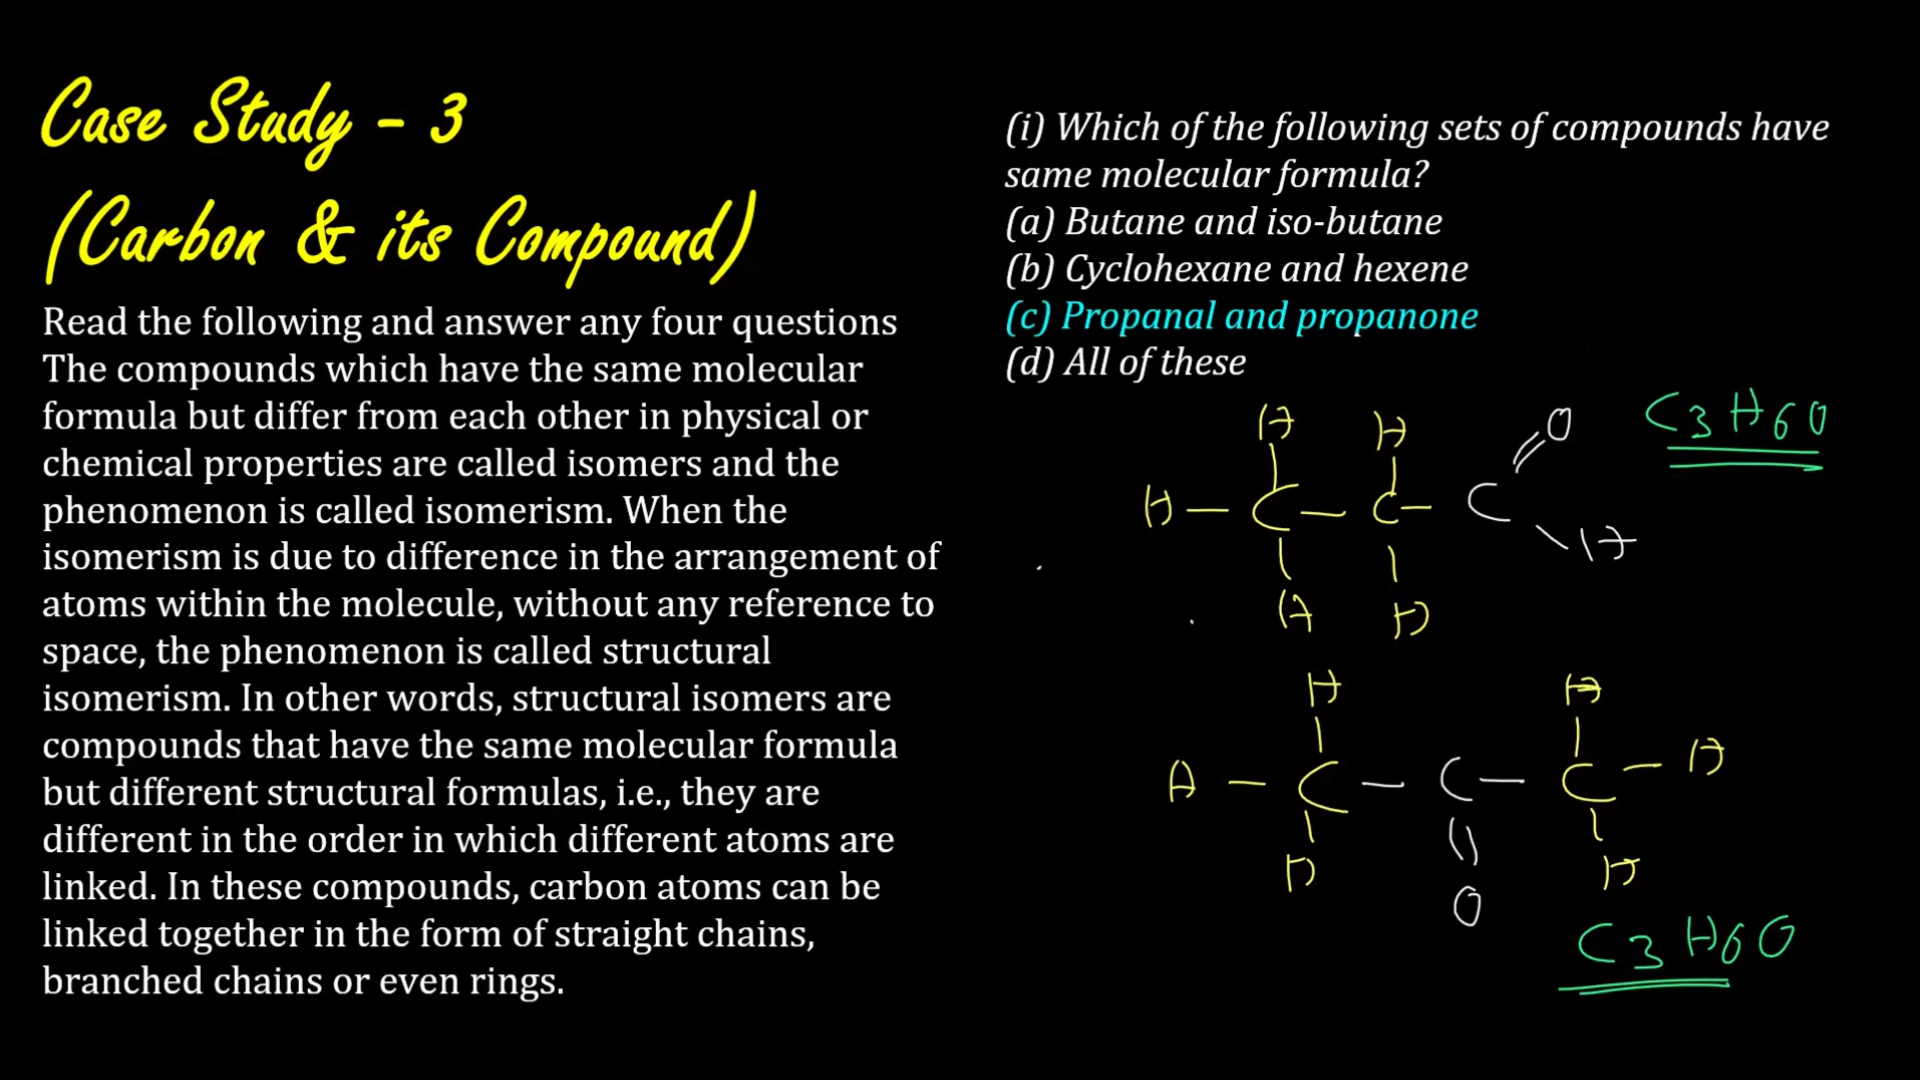 Case Study - 3
(Carbon & its Compound)
Read the following and answer any four questions
The compounds which have the same molecular
formula but differ from each other in physical or
chemical properties are called isomers and the
phenomenon is called isomerism. When the
isomerism is due to difference in the arrangement of
atoms within the molecule, without any reference to
space, the phenomenon is called structural
isomerism. In other words, structural isomers are
compounds that have the same molecular formula
but different structural formulas, i.e., they are
different in the order in which different atoms are
linked. In these compounds, carbon atoms can be
linked together in the form of straight chains,
branched chains or even rings.
(i) Which of the following sets of compounds have
same molecular formula?
(a) Butane and iso-butane
(b) Cyclohexane and hexene
(c) Propanal and propanone
(d) All of these
H H O
C3H6O
H - C - C - C
H
H H
H H
H - C - C - C - H
H H
O
C3H6O